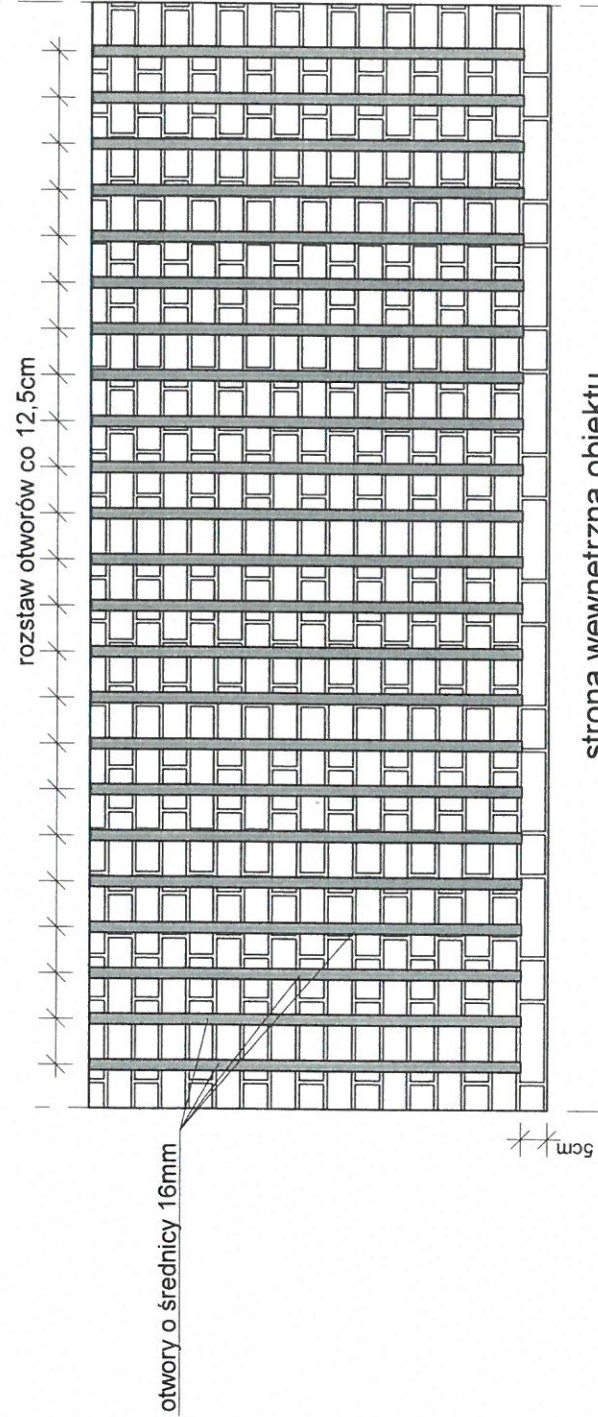 rozstaw otworów co 12,5cm
otwory o średnicy 16mm
5cm
strona wewnętrzna obiektu